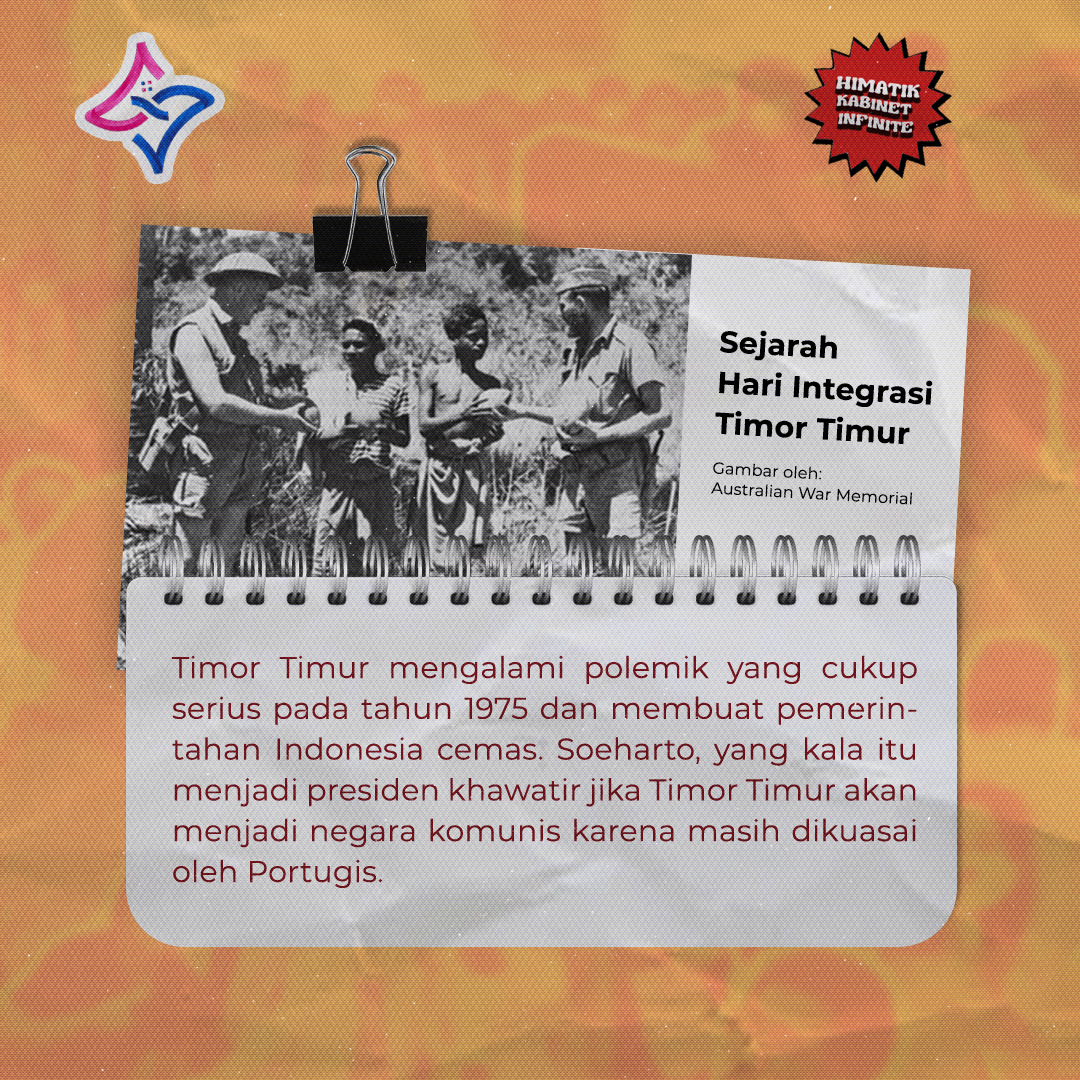 HIMATIK
KABINET
INFINITE
Sejarah
Hari Integrasi
Timor Timur
Gambar oleh:
Australian War Memorial
Timor Timur mengalami polemik yang cukup
serius pada tahun 1975 dan membuat pemerin-
tahan Indonesia cemas. Soeharto, yang kala itu
menjadi presiden khawatir jika Timor Timur akan
menjadi negara komunis karena masih dikuasai
oleh Portugis.